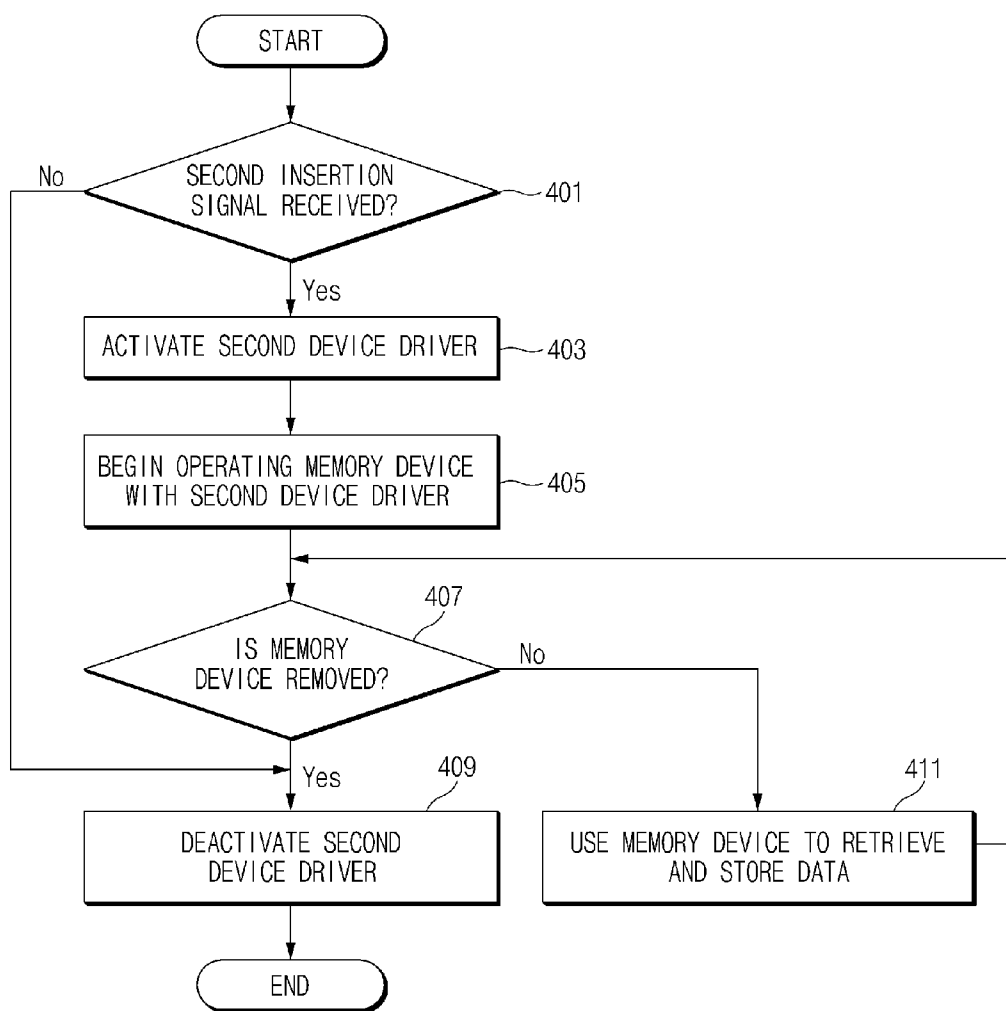 START
SECOND INSERTION
SIGNAL RECEIVED?
No
401
Yes
ACTIVATE SECOND DEVICE DRIVER
403
BEGIN OPERATING MEMORY DEVICE
WITH SECOND DEVICE DRIVER
405
407
IS MEMORY
DEVICE REMOVED?
No
Yes
409
DEACTIVATE SECOND
DEVICE DRIVER
411
USE MEMORY DEVICE TO RETRIEVE
AND STORE DATA
END